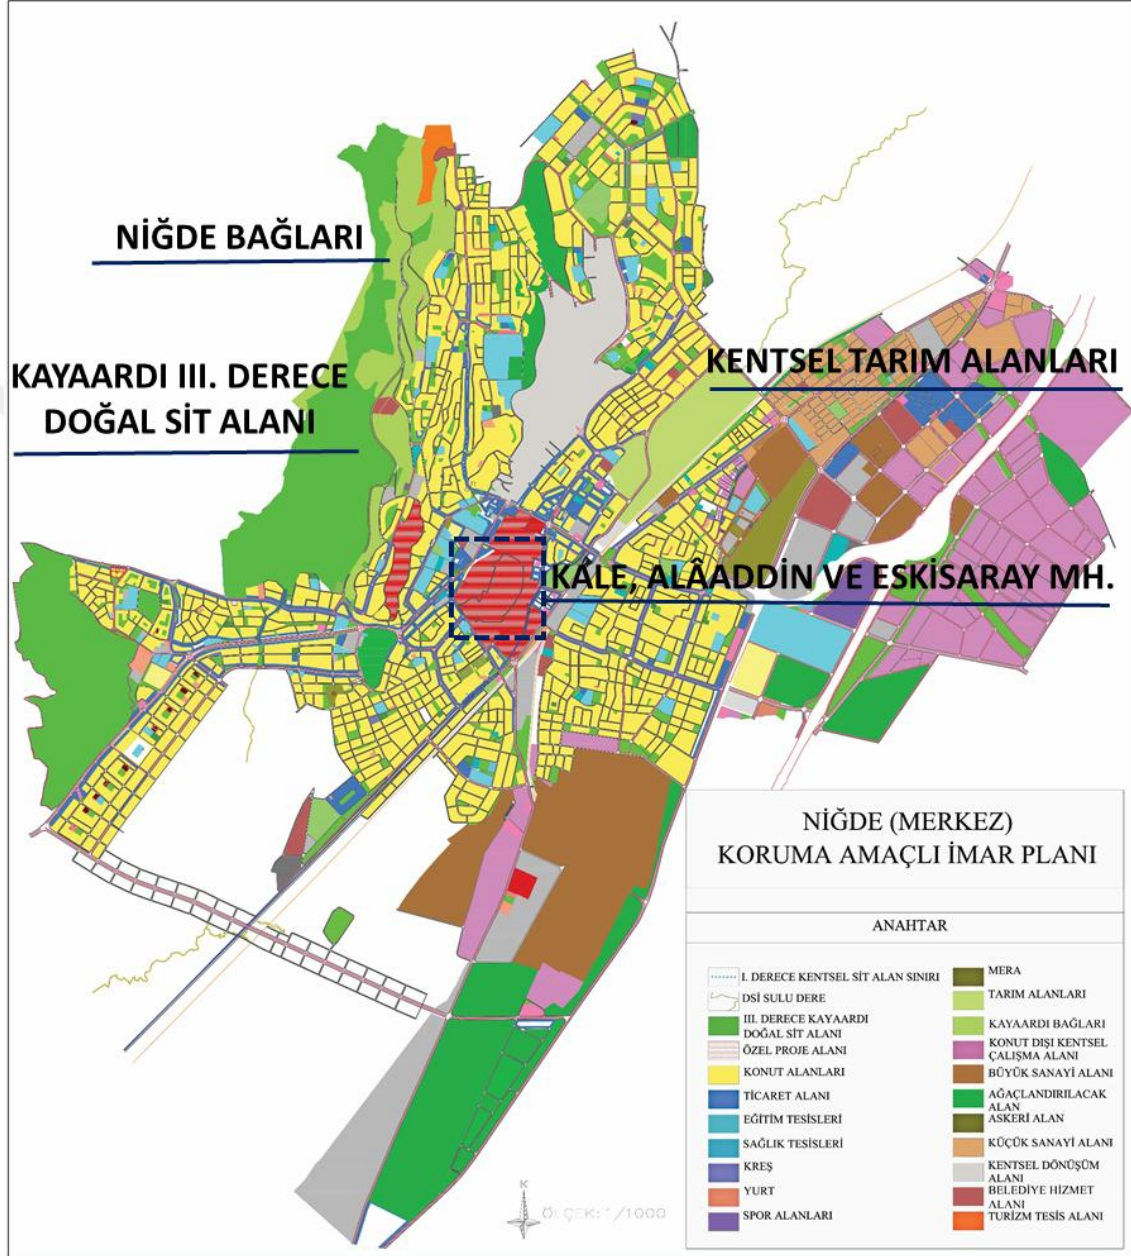 NİĞDE BAĞLARI
KAYAARDI III. DERECE
DOĞAL SİT ALANI
KENTSEL TARIM ALANLARI
KALE, ALÂADDİN VE ESKİSARAY MH.
NİĞDE (MERKEZ)
KORUMA AMAÇLI İMAR PLANI
ANAHTAR
I. DERECE KENTSEL SİT ALAN SINIRI
DSİ SULU DERE
III. DERECE KAYAARDI
DOĞAL SİT ALANI
ÖZEL PROJE ALANI
KONUT ALANLARI
TİCARET ALANI
EĞİTİM TESİSLERİ
SAĞLIK TESİSLERİ
KREŞ
YURT
SPOR ALANLARI
MERA
TARIM ALANLARI
KAYAARDI BAĞLARI
KONUT DIŞI KENTSEL
ÇALIŞMA ALANI
BÜYÜK SANAYİ ALANI
AĞAÇLANDIRILACAK
ALAN
ASKERİ ALAN
KÜÇÜK SANAYİ ALANI
KENTSEL DÖNÜŞÜM
ALANI
BELEDİYE HİZMET
ALANI
TURİZM TESİS ALANI
K
ÖLÇEK: 1/1000